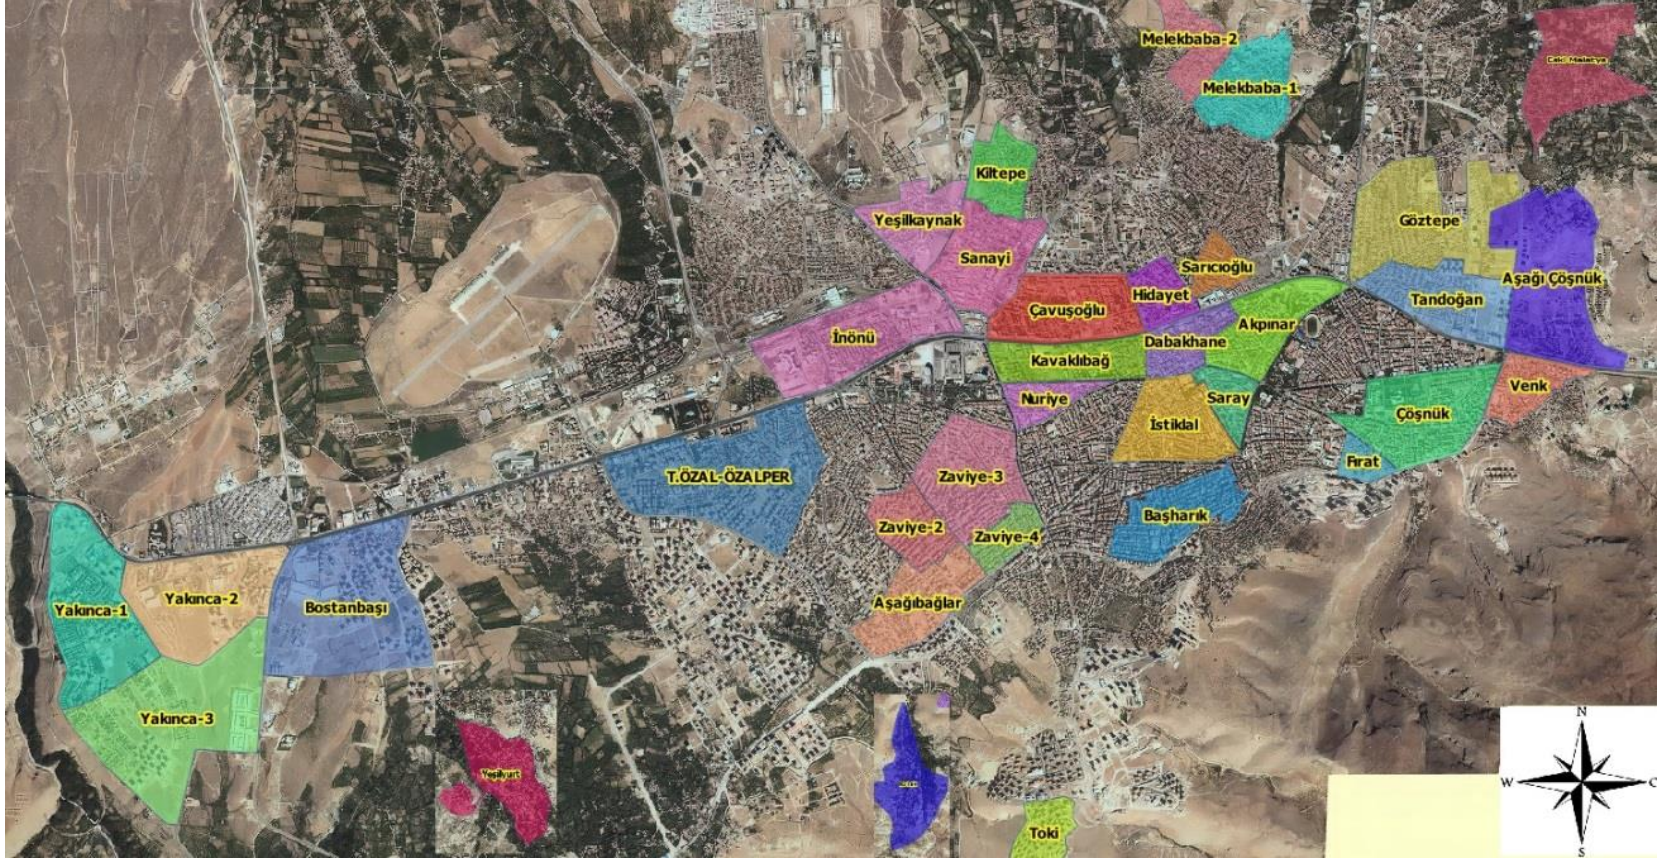 Melekbaba-2
Eski Malatya
Melekbaba-1
Kiltepe
Yeşilkaynak
Göztepe
Sanayi
Sarıcıoğlu
Aşağı Çöşnük
Hidayet
Tandoğan
Çavuşoğlu
Akpınar
İnönü
Dabakhane
Kavaklıbağ
Venk
Nuriye
Saray
Çöşnük
İstiklal
Fırat
T.ÖZAL-ÖZALPER
Zaviye-3
Başharık
Zaviye-2
Zaviye-4
Yakınca-2
Aşağıbağlar
Bostanbaşı
Yakınca-1
Yakınca-3
N
Yeşilyurt
W
C
Toki
S